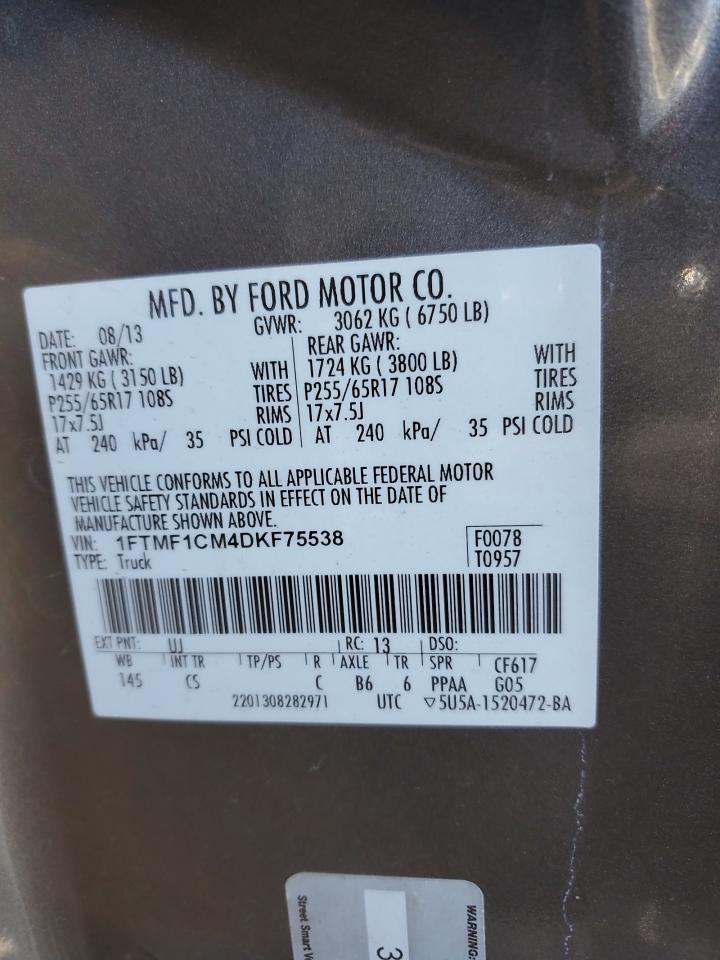 MFD. BY FORD MOTOR CO.
DATE: 08/13 GVWR: 3062 KG ( 6750 LB)
FRONT GAWR: REAR GAWR:
1429 KG ( 3150 LB) WITH 1724 KG ( 3800 LB) WITH
P255/65R17 108S TIRES P255/65R17 108S TIRES
17x7.5J RIMS 17x7.5J RIMS
AT 240 kPa/ 35 PSI COLD AT 240 kPa/ 35 PSI COLD
THIS VEHICLE CONFORMS TO ALL APPLICABLE FEDERAL MOTOR
VEHICLE SAFETY STANDARDS IN EFFECT ON THE DATE OF
MANUFACTURE SHOWN ABOVE.
VIN: 1FTMF1CM4DKF75538 F0078
TYPE: Truck T0957
EXT PNT: UJ RC: 13 DSO:
WB INT TR TP/PS R AXLE TR SPR CF617
145 CS C B6 6 PPAA G05
2201308282971 UTC ▽5U5A-1520472-BA
Street Smart
3
WARNING: